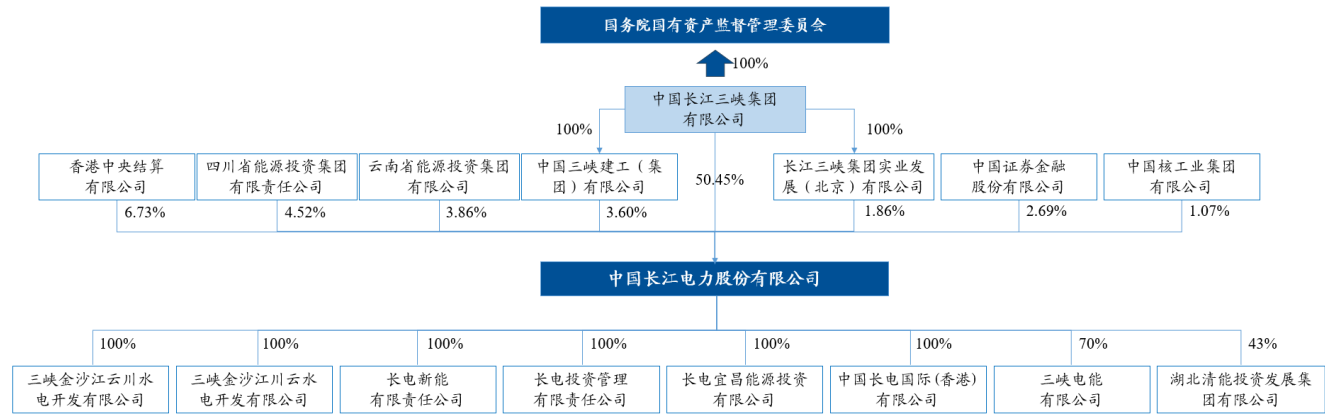 国务院国有资产监督管理委员会
100%
中国长江三峡集团
有限公司
100%
100%
香港中央结算
有限公司
四川省能源投资集团
有限责任公司
云南省能源投资集团
有限公司
中国三峡建工（集
团）有限公司
50.45%
长江三峡集团实业发
展（北京）有限公司
中国证券金融
股份有限公司
中国核工业集团
有限公司
6.73%
4.52%
3.86%
3.60%
1.86%
2.69%
1.07%
中国长江电力股份有限公司
100%
100%
100%
100%
100%
100%
70%
43%
三峡金沙江云川水
电开发有限公司
三峡金沙江川云水
电开发有限公司
长电新能
有限责任公司
长电投资管理
有限责任公司
长电宜昌能源投资
有限公司
中国长电国际(香港)
有限公司
三峡电能
有限公司
湖北清能投资发展集
团有限公司